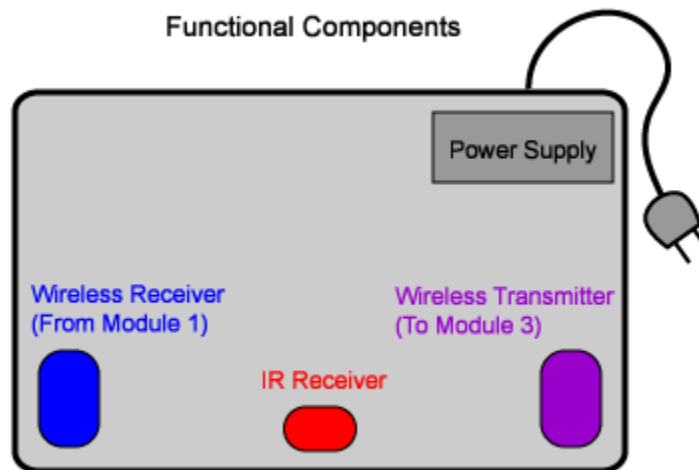 Functional Components
Power Supply
Wireless Receiver
(From Module 1)
Wireless Transmitter
(To Module 3)
IR Receiver